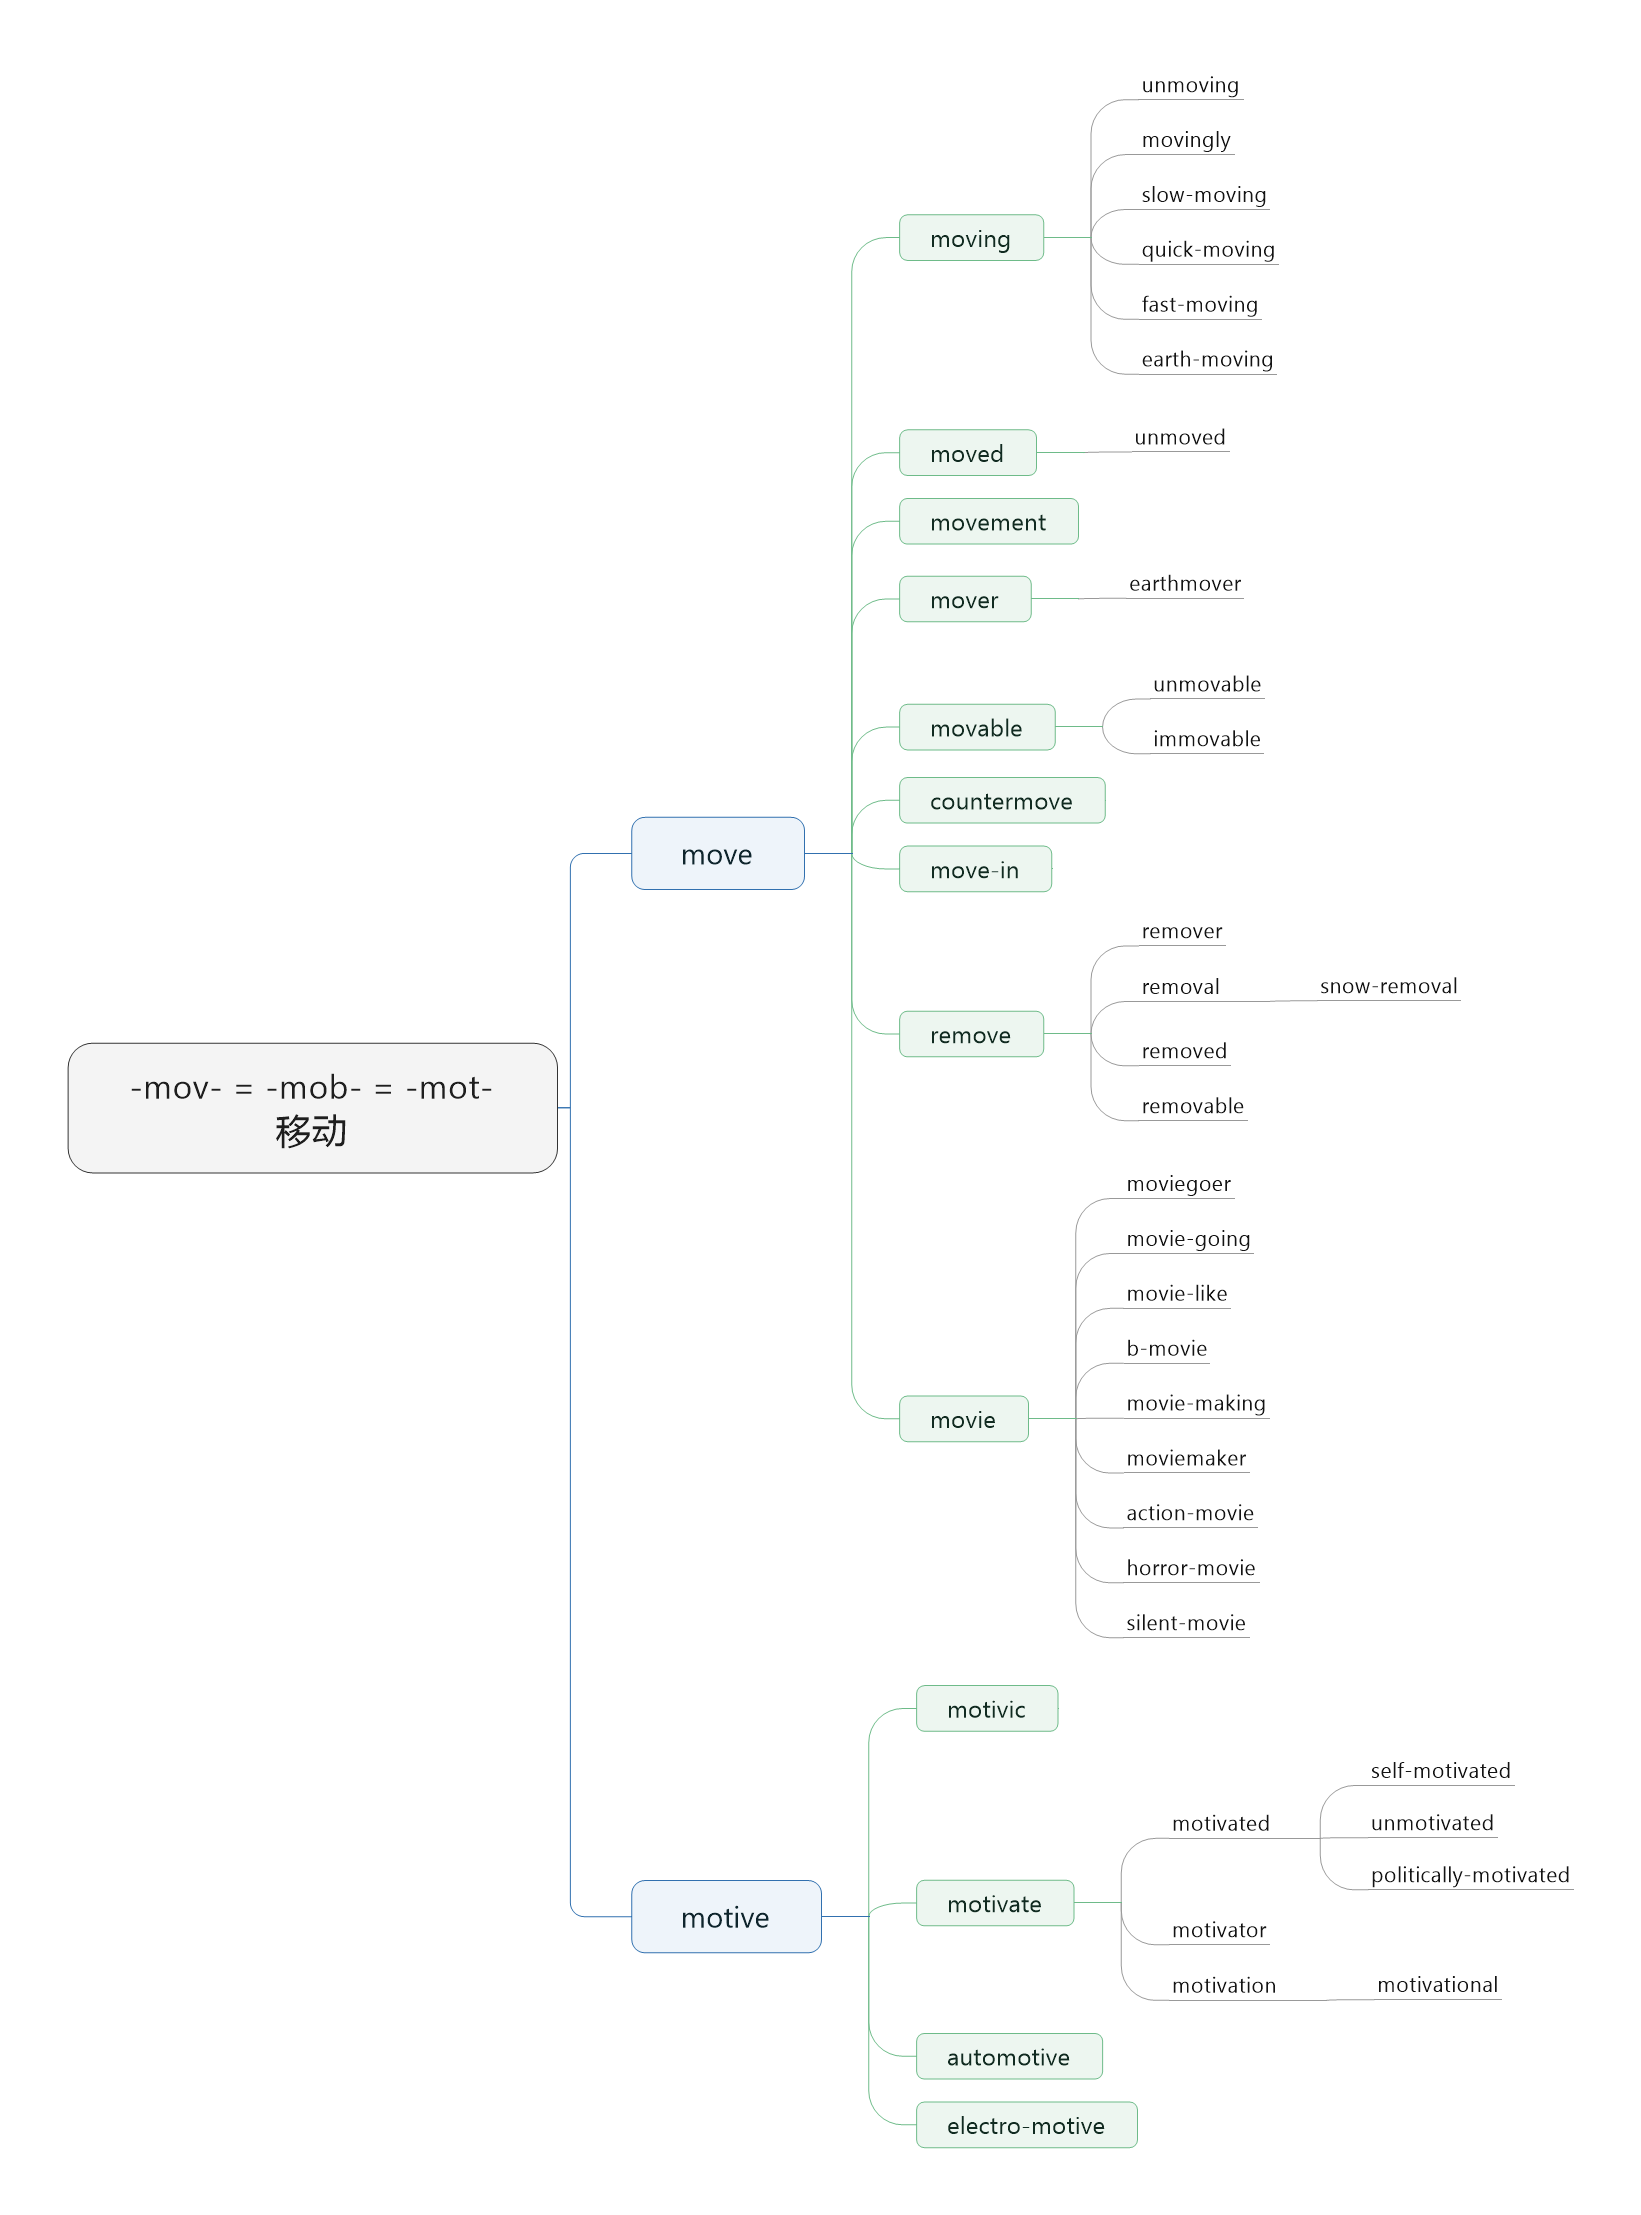 -mov- = -mob- = -mot-
移动
move
moving
unmoving
movingly
slow-moving
quick-moving
fast-moving
earth-moving
moved
unmoved
movement
mover
earthmover
movable
unmovable
immovable
countermove
move-in
remove
remover
removal
snow-removal
removed
removable
movie
moviegoer
movie-going
movie-like
b-movie
movie-making
moviemaker
action-movie
horror-movie
silent-movie
motive
motivic
motivate
motivated
self-motivated
unmotivated
politically-motivated
motivator
motivation
motivational
automotive
electro-motive